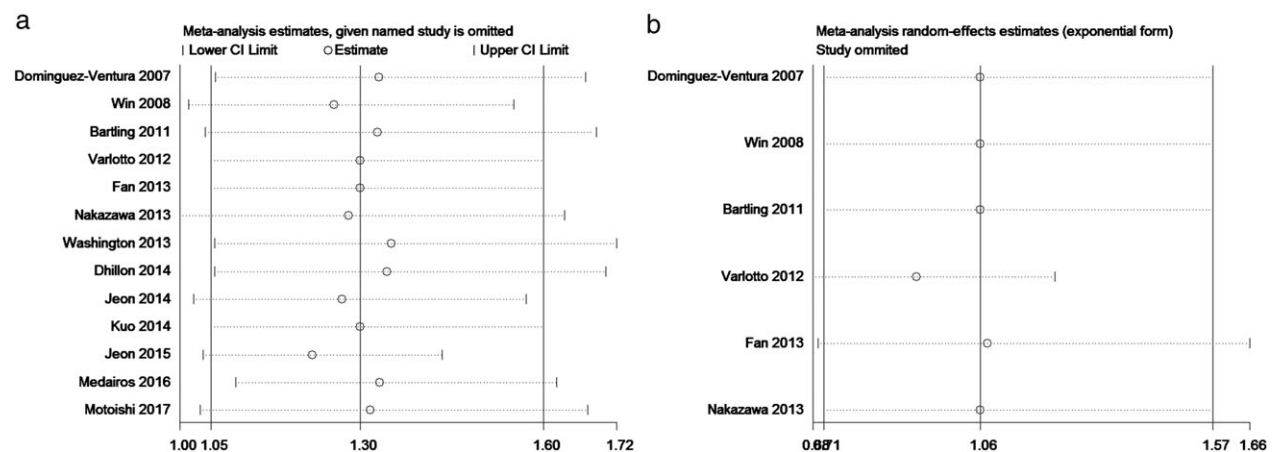 a
Meta-analysis estimates, given named study is omitted
Lower CI Limit Estimate Upper CI Limit
Dominguez-Ventura 2007
Win 2008
Bartling 2011
Varlotto 2012
Fan 2013
Nakazawa 2013
Washington 2013
Dhillon 2014
Jeon 2014
Kuo 2014
Jeon 2015
Medairos 2016
Motoishi 2017
1.00 1.05 1.30 1.60 1.72
b
Meta-analysis random-effects estimates (exponential form)
Study ommited
Dominguez-Ventura 2007
Win 2008
Bartling 2011
Varlotto 2012
Fan 2013
Nakazawa 2013
1.06 1.57 1.66